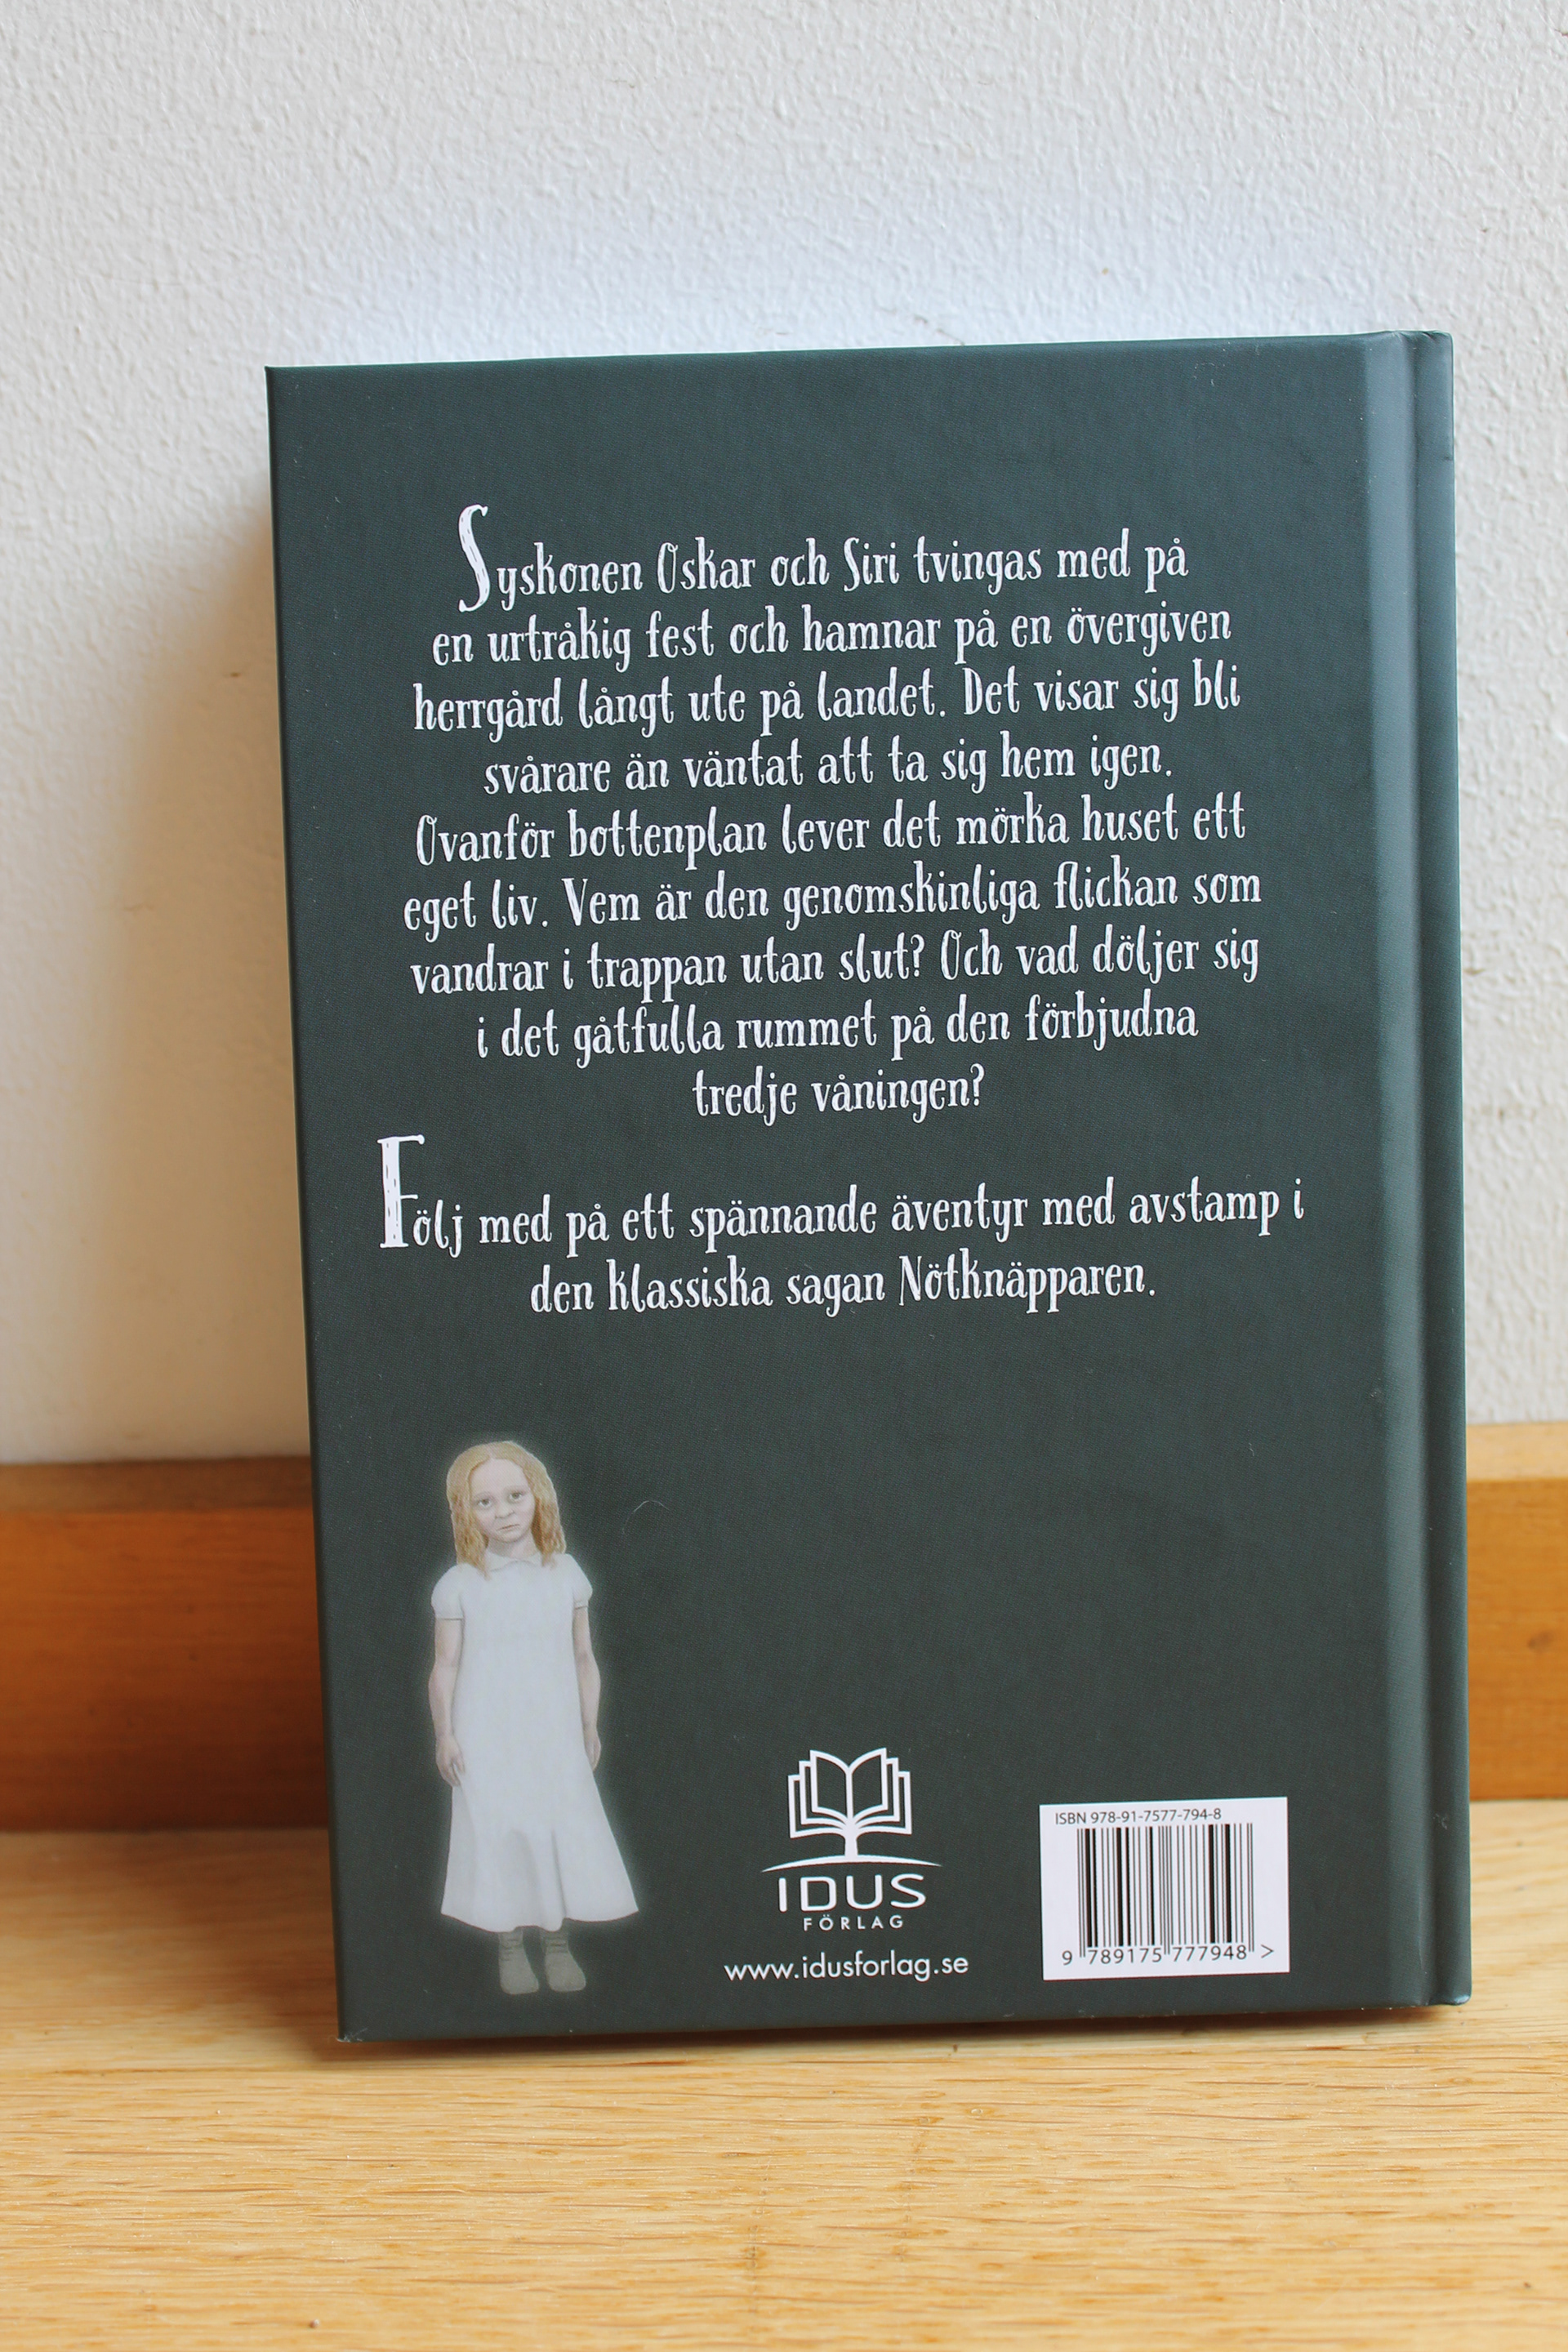 Syskonen Oskar och Siri tvingas med på
en urtråkig fest och hamnar på en övergiven
herrgård långt ute på landet. Det visar sig bli
svårare än väntat att ta sig hem igen.
Ovanför bottenplan lever det mörka huset ett
eget liv. Vem är den genomskinliga flickan som
vandrar i trappan utan slut? Och vad döljer sig
i det gåtfulla rummet på den förbjudna
tredje våningen?
Följ med på ett spännande äventyr med avstamp i
den klassiska sagan Nötknäpparen.
IDUS
FÖRLAG
www.idusforlag.se
ISBN 978-91-7577-794-8
9 789175 777948 >